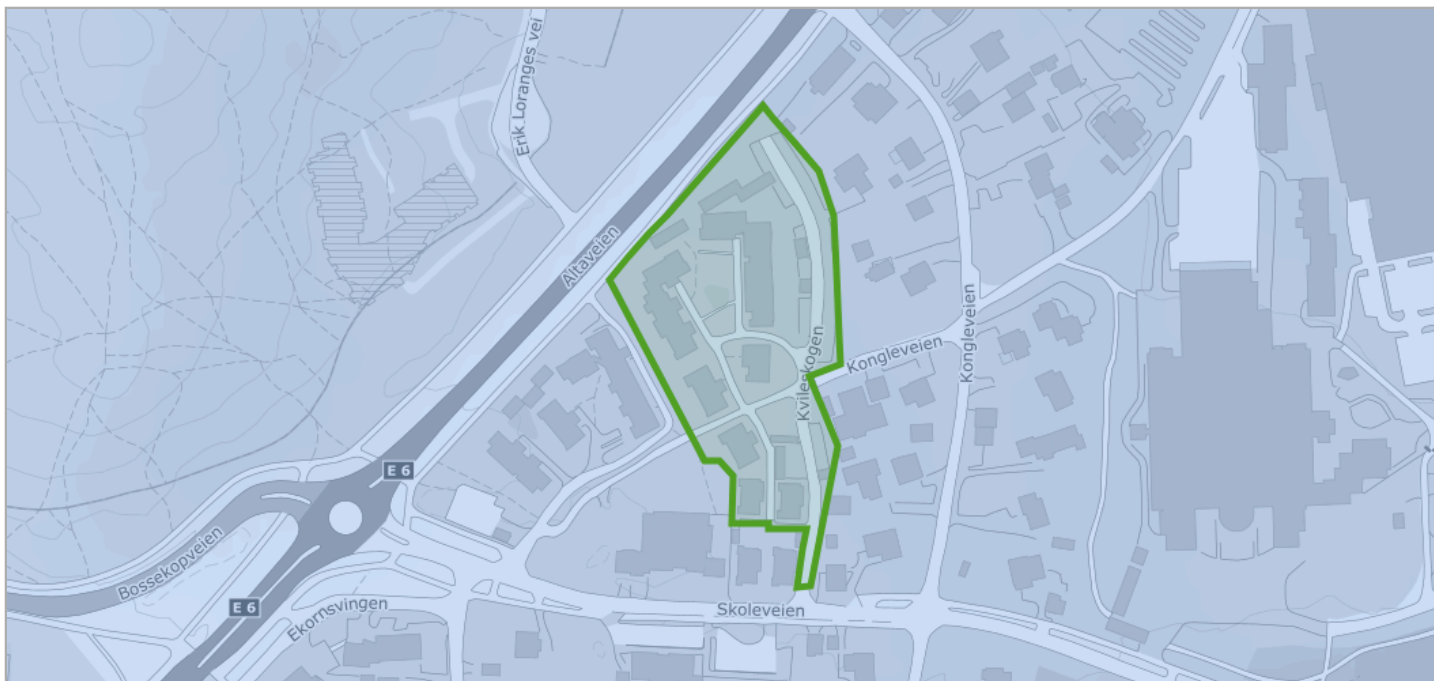 Erik Loranges vei
Altaveien
Kongleveien
Kongleveien
Kvileskogen
E 6
Bossekopveien
E 6
Ekornsvingen
Skoleveien